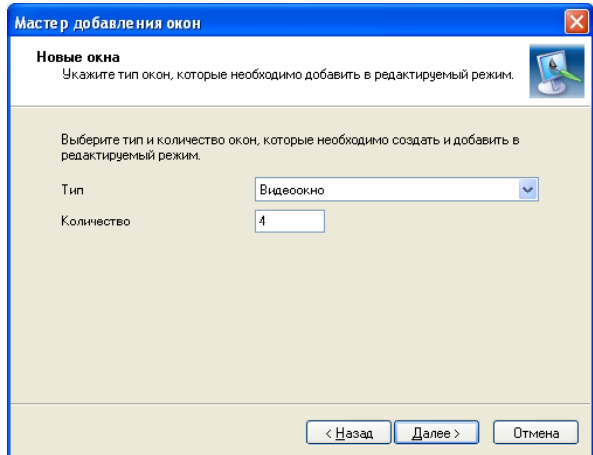 Мастер добавления окон
Новые окна
Укажите тип окон, которые необходимо добавить в редактируемый режим.
Выберите тип и количество окон, которые необходимо создать и добавить в
редактируемый режим.
Тип
Видеоокно
Количество
4
< Назад
Далее >
Отмена